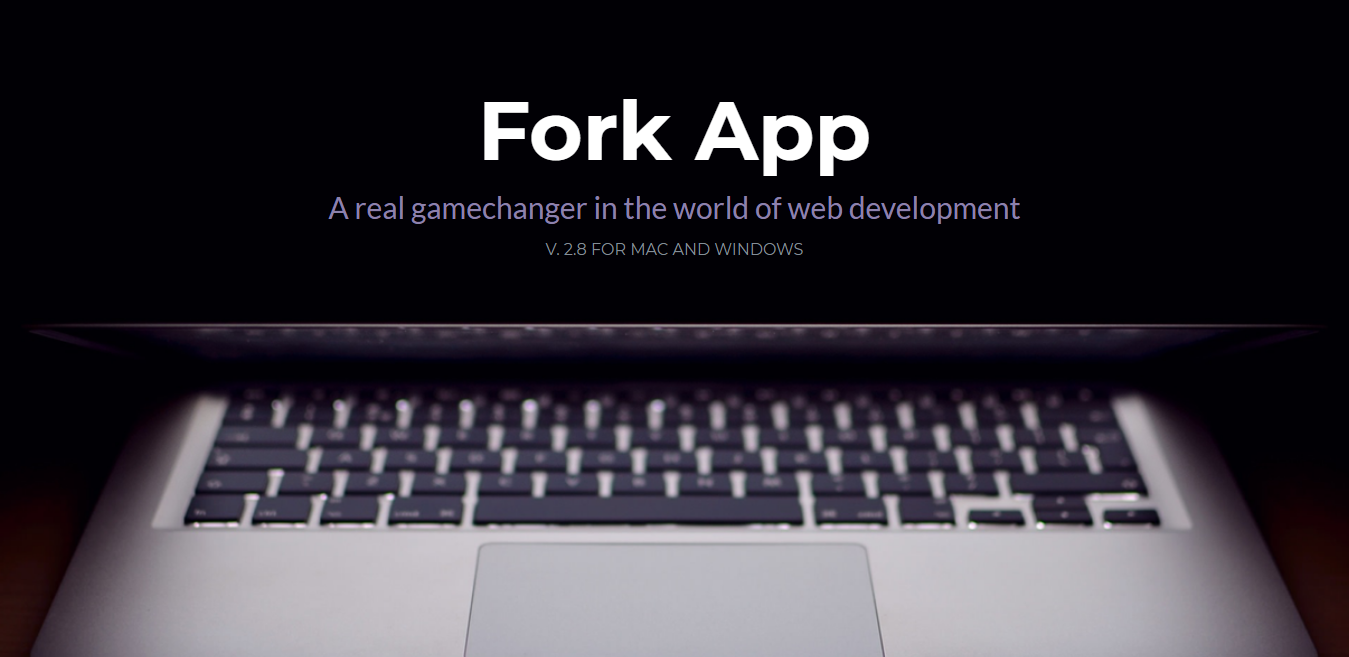 Fork App
A real gamechanger in the world of web development
V. 2.8 FOR MAC AND WINDOWS